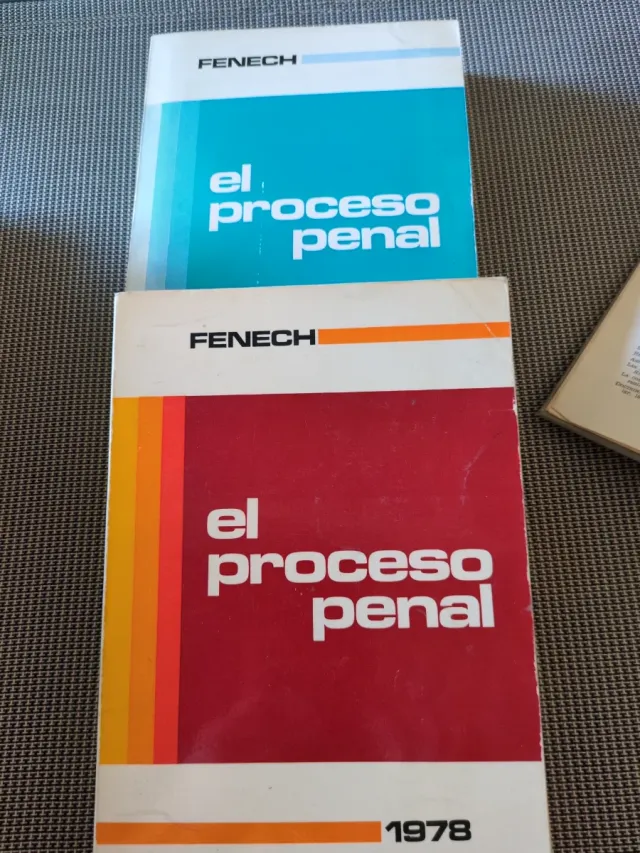 FENECH
el
proceso
penal
FENECH
el
proceso
penal
1978